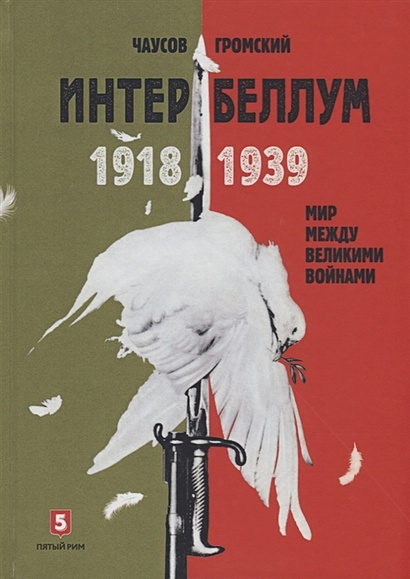 ЧАУСОВ ГРОМСКИЙ
ИНТЕР БЕЛЛУМ
1918 1939
МИР
МЕЖДУ
ВЕЛИКИМИ
ВОЙНАМИ
5
ПЯТЫЙ РИМ